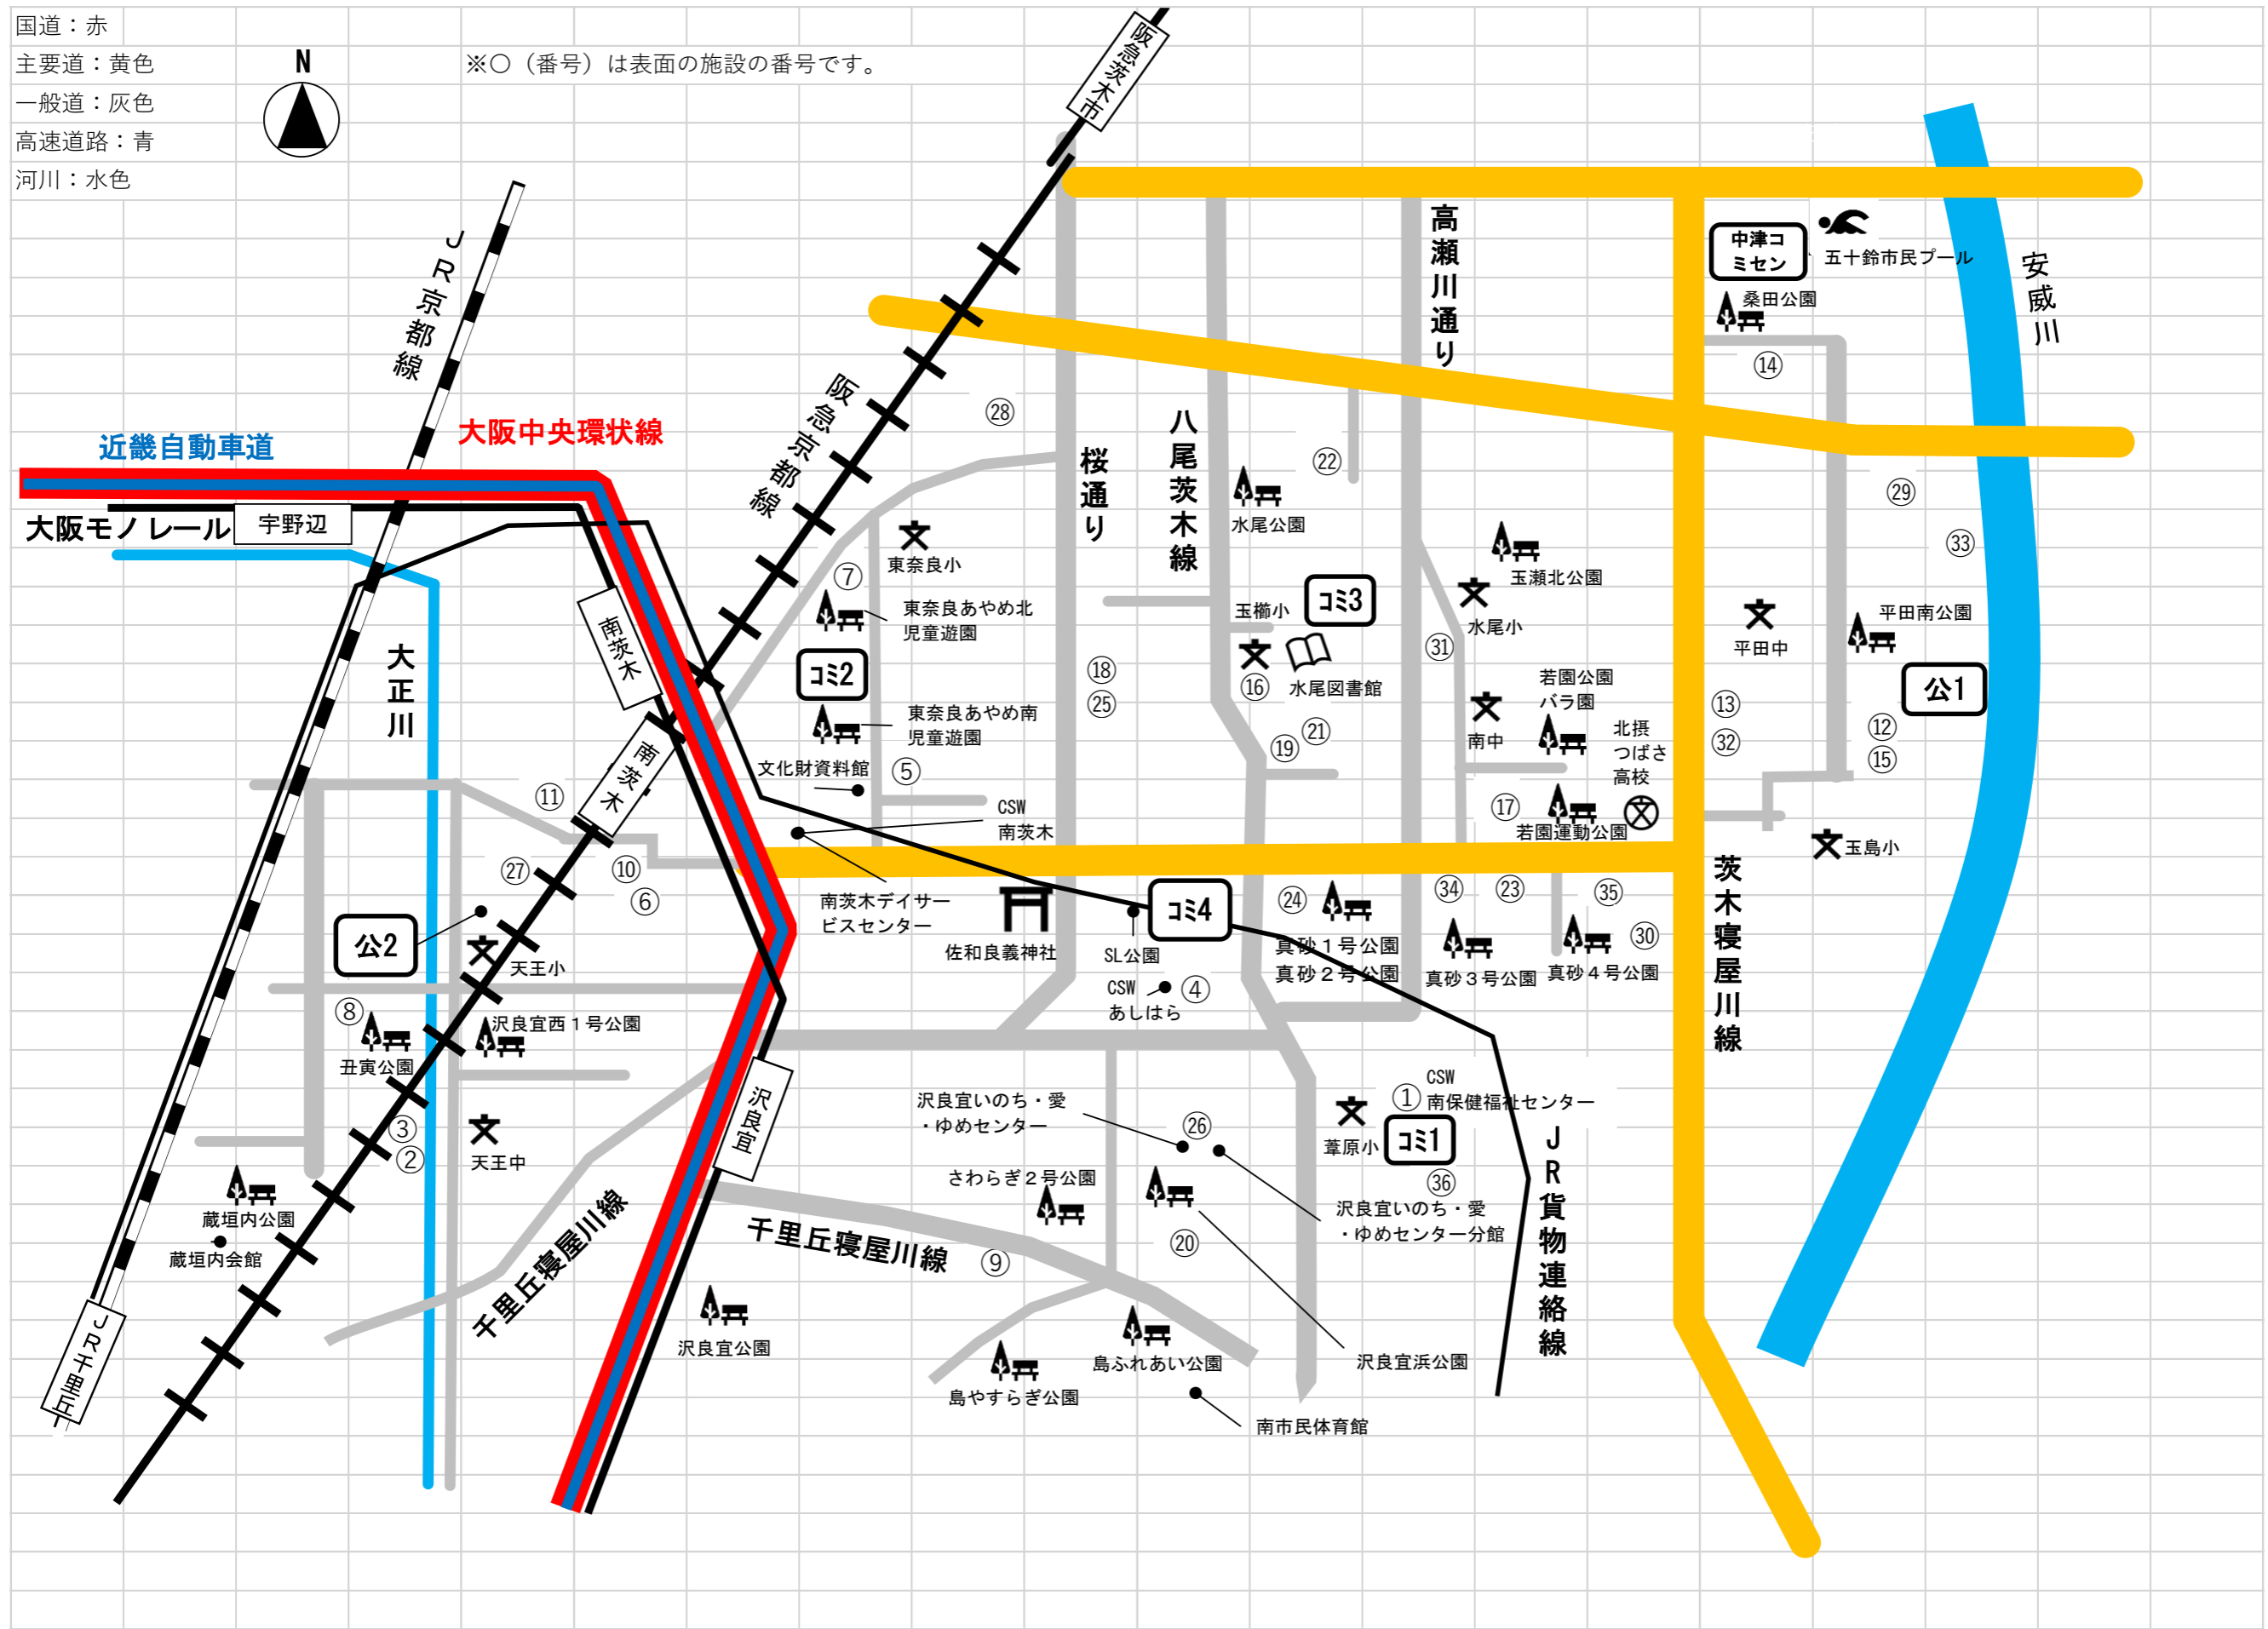 国道：赤
主要道：黄色
一般道：灰色
高速道路：青
河川：水色
N
※○（番号）は表面の施設の番号です。
阪急茨木市
JR京都線
高瀬川通り
中津コ
ミセン
五十鈴市民プール
桑田公園
安威川
⑭
近畿自動車道
大阪中央環状線
阪急京都線
㉘
桜通り
八尾茨木線
㉒
水尾公園
㉙
㉝
大阪モノレール
宇野辺
東奈良小
⑦
東奈良あやめ北
児童遊園
コミ2
東奈良あやめ南
児童遊園
文化財資料館
⑤
CSW
南茨木
南茨木デイサー
ビスセンター
南茨木
南茨木
大正川
⑪
⑩
⑥
㉗
公2
天王小
⑧
丑寅公園
沢良宜西１号公園
③
②
天王中
蔵垣内公園
蔵垣内会館
JR千里丘
千里丘寝屋川線
沢良宜
沢良宜公園
千里丘寝屋川線
⑨
⑱
㉕
玉櫛小
コミ3
⑯
水尾図書館
⑲
㉑
玉瀬北公園
水尾小
㉛
若園公園
バラ園
南中
北摂
つばさ
高校
⑰
若園運動公園
平田中
平田南公園
公1
⑬
㉜
⑫
⑮
玉島小
茨木寝屋川線
佐和良義神社
SL公園
コミ4
CSW
あしはら
④
㉔
真砂１号公園
真砂２号公園
㉞
㉓
㉟
㉚
真砂３号公園
真砂４号公園
沢良宜いのち・愛
・ゆめセンター
㉖
さわらぎ２号公園
⑳
葦原小
①
CSW
南保健福祉センター
コミ1
㊱
沢良宜いのち・愛
・ゆめセンター分館
JR貨物連絡線
沢良宜浜公園
島ふれあい公園
島やすらぎ公園
南市民体育館